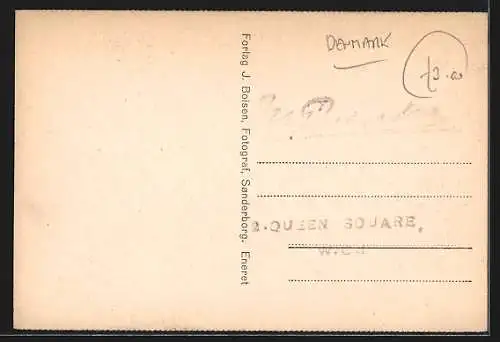 DENMARK
£3.00
Forlag J. Boisen, Fotograf, Sønderborg. Eneret
2.QUEEN SQUARE,
W.C.1